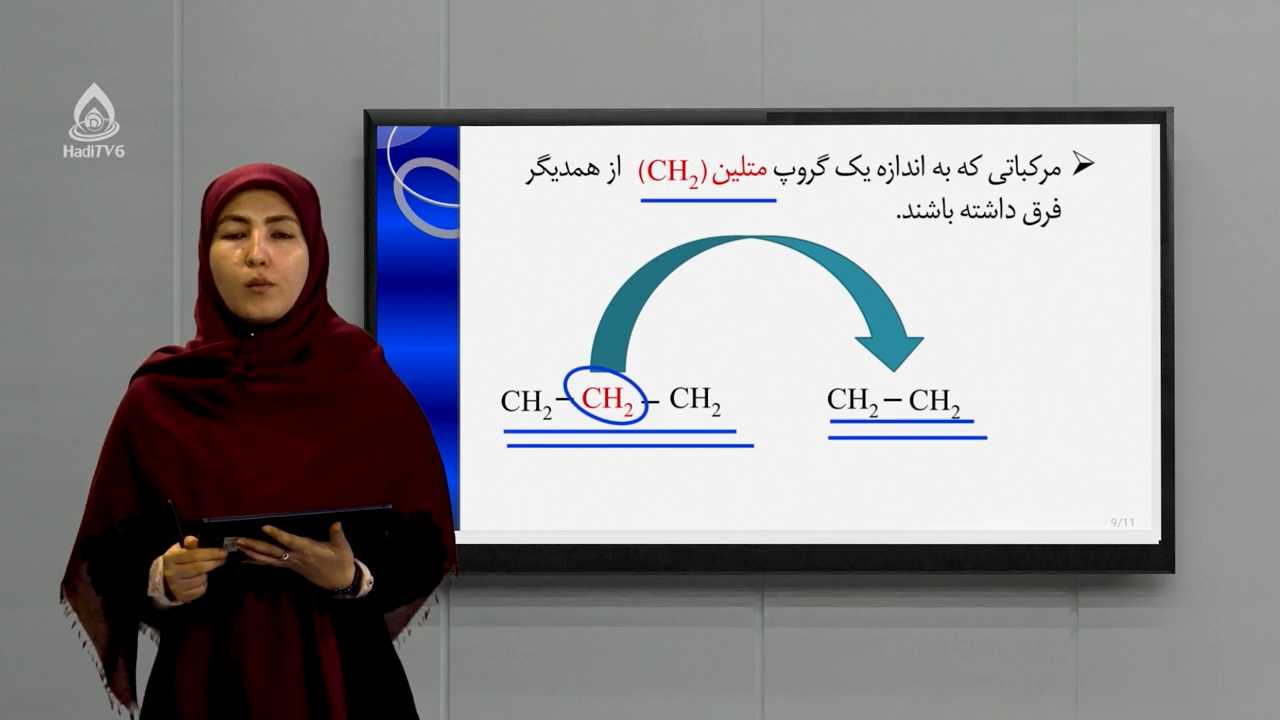 HadiTV6
➢ مرکباتی که به اندازه یک گروپ متلین (CH₂) از همدیگر
فرق داشته باشند.
CH₂ – CH₂ – CH₂
CH₂ – CH₂
9/11